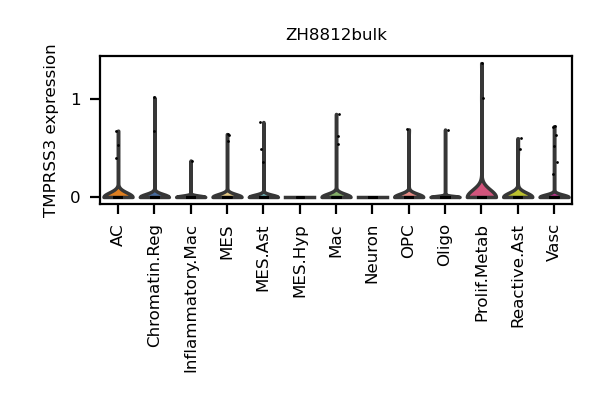 ZH8812bulk
TMPRSS3 expression
1
0
AC
Chromatin.Reg
Inflammatory.Mac
MES
MES.Ast
MES.Hyp
Mac
Neuron
OPC
Oligo
Prolif.Metab
Reactive.Ast
Vasc